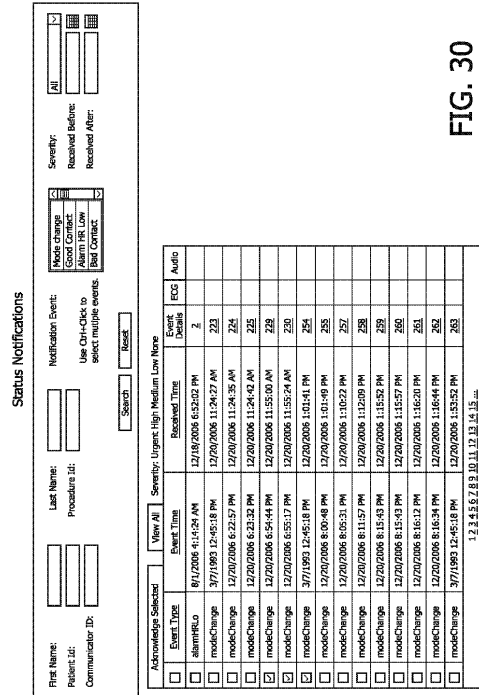 Status Notifications
First Name: Last Name: Notification Event: Mode change Severity: All
Patient Id: Procedure Id: Good Contact Received Before:
Communicator ID: Use Ctrl+Click to Alarm HR Low Received After:
select multiple events. Bad Contact
Search Reset
Acknowledge Selected View All Severity: Urgent High Medium Low None
Event Type Event Time Received Time Event Details ECG Audio
alarmHRLo 8/1/2006 4:14:24 AM 12/18/2006 6:52:02 PM 2
modeChange 3/7/1993 12:45:18 PM 12/20/2006 11:24:27 AM 223
modeChange 12/20/2006 6:22:57 PM 12/20/2006 11:24:35 AM 224
modeChange 12/20/2006 6:23:32 PM 12/20/2006 11:24:42 AM 225
modeChange 12/20/2006 6:54:44 PM 12/20/2006 11:55:00 AM 229
modeChange 12/20/2006 6:55:17 PM 12/20/2006 11:55:24 AM 230
modeChange 3/7/1993 12:45:18 PM 12/20/2006 1:01:41 PM 254
modeChange 12/20/2006 8:00:48 PM 12/20/2006 1:01:49 PM 255
modeChange 12/20/2006 8:05:31 PM 12/20/2006 1:10:22 PM 257
modeChange 12/20/2006 8:11:57 PM 12/20/2006 1:12:09 PM 258
modeChange 12/20/2006 8:15:43 PM 12/20/2006 1:15:52 PM 259
modeChange 12/20/2006 8:15:43 PM 12/20/2006 1:15:57 PM 260
modeChange 12/20/2006 8:16:12 PM 12/20/2006 1:16:20 PM 261
modeChange 12/20/2006 8:16:34 PM 12/20/2006 1:16:44 PM 262
modeChange 3/7/1993 12:45:18 PM 12/20/2006 1:53:52 PM 263
1 2 3 4 5 6 7 8 9 10 11 12 13 14 15 ...
FIG. 30